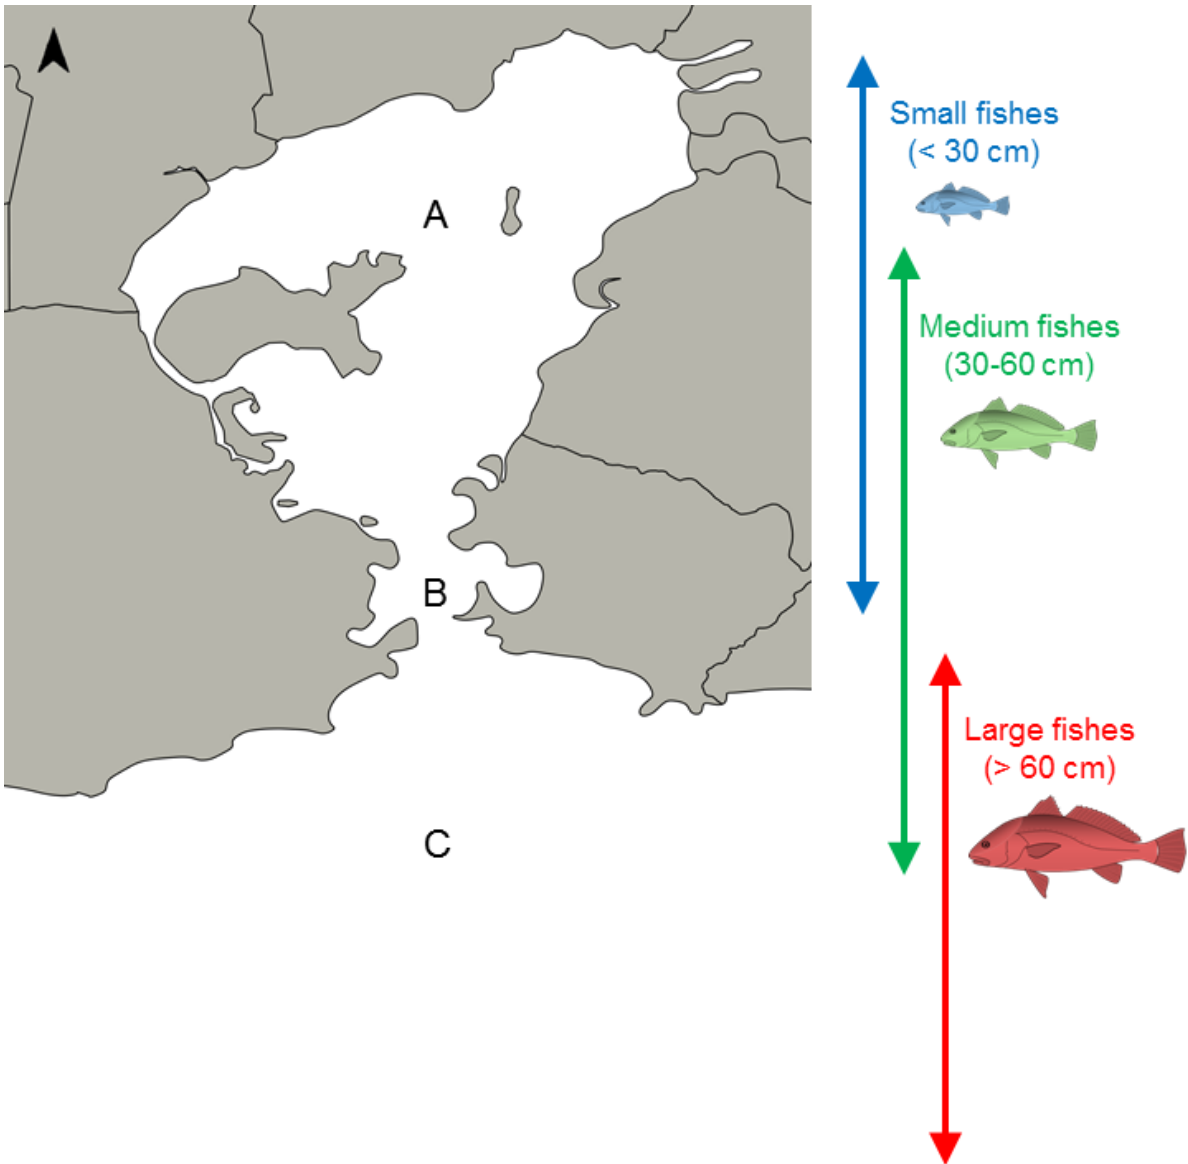 Small fishes
(< 30 cm)
A
Medium fishes
(30-60 cm)
B
Large fishes
(> 60 cm)
C